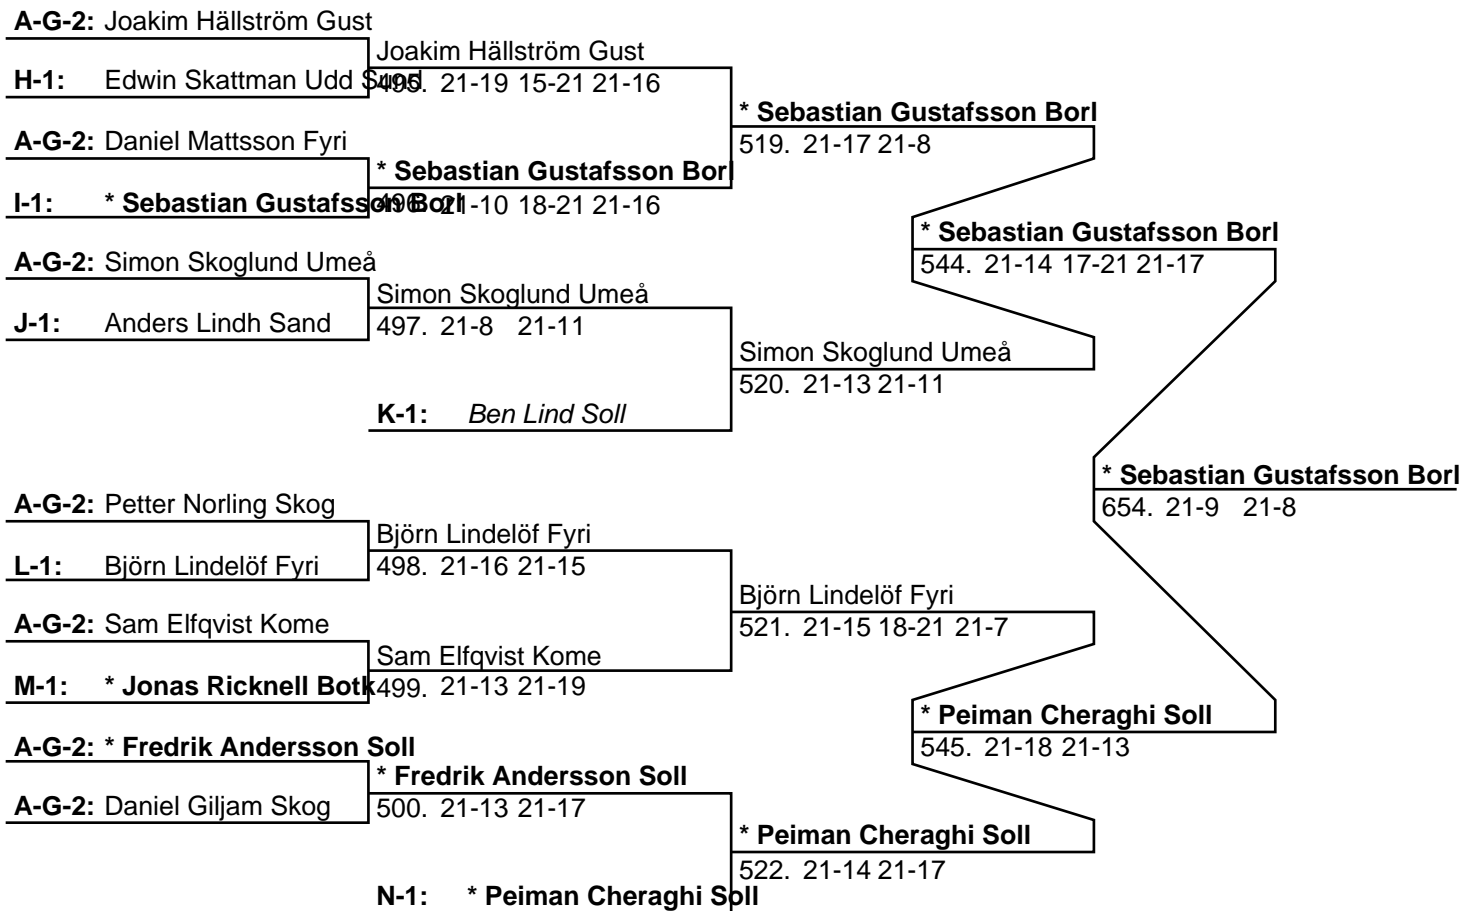 A-G-2: Joakim Hällström Gust
Joakim Hällström Gust
H-1: Edwin Skattman Udd Sund
495. 21-19 15-21 21-16
* Sebastian Gustafsson Borl
519. 21-17 21-8
A-G-2: Daniel Mattsson Fyri
* Sebastian Gustafsson Borl
I-1: * Sebastian Gustafsson Borl
496. 21-10 18-21 21-16
* Sebastian Gustafsson Borl
544. 21-14 17-21 21-17
A-G-2: Simon Skoglund Umeå
Simon Skoglund Umeå
J-1: Anders Lindh Sand
497. 21-8 21-11
Simon Skoglund Umeå
520. 21-13 21-11
K-1: Ben Lind Soll
* Sebastian Gustafsson Borl
654. 21-9 21-8
A-G-2: Petter Norling Skog
Björn Lindelöf Fyri
L-1: Björn Lindelöf Fyri
498. 21-16 21-15
Björn Lindelöf Fyri
521. 21-15 18-21 21-7
A-G-2: Sam Elfqvist Kome
Sam Elfqvist Kome
M-1: * Jonas Ricknell Botk
499. 21-13 21-19
* Peiman Cheraghi Soll
545. 21-18 21-13
A-G-2: * Fredrik Andersson Soll
* Fredrik Andersson Soll
A-G-2: Daniel Giljam Skog
500. 21-13 21-17
* Peiman Cheraghi Soll
522. 21-14 21-17
N-1: * Peiman Cheraghi Soll